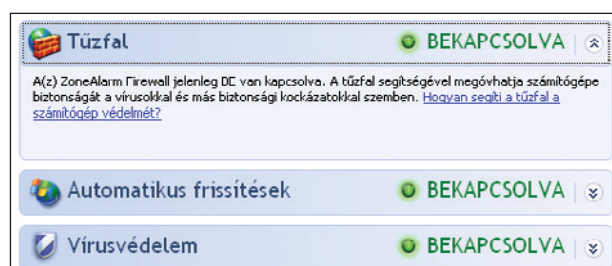 Tűzfal BEKAPCSOLVA
A(z) ZoneAlarm Firewall jelenleg BE van kapcsolva. A tűzfal segítségével megóvhatja számítógépe
biztonságát a vírusokkal és más biztonsági kockázatokkal szemben. Hogyan segíti a tűzfal a
számítógép védelmét?
Automatikus frissítések BEKAPCSOLVA
Vírusvédelem BEKAPCSOLVA